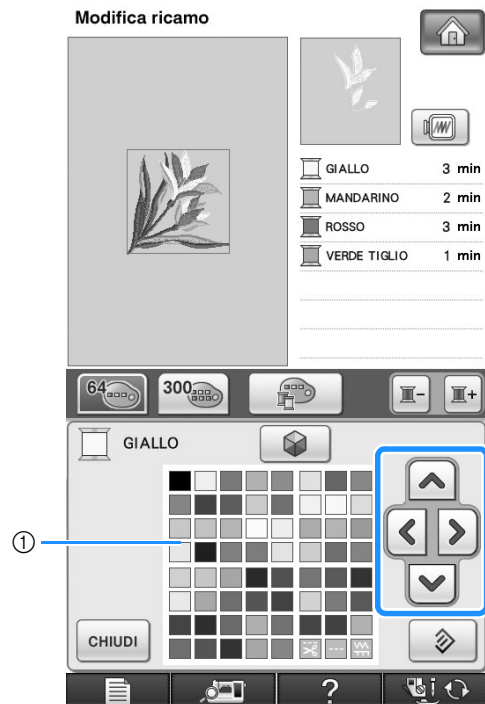 Modifica ricamo
GIALLO 3 min
MANDARINO 2 min
ROSSO 3 min
VERDE TIGLIO 1 min
64 300 - +
GIALLO
①
CHIUDI
? i